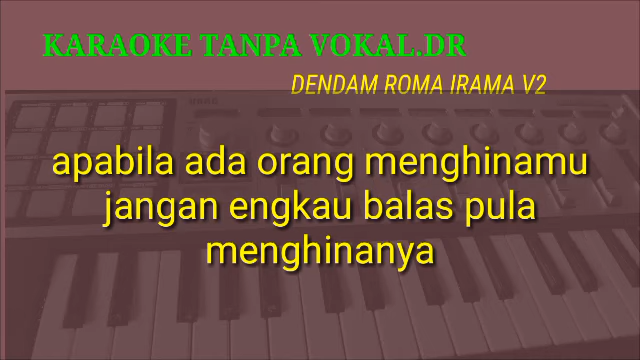 KARAOKE TANPA VOKAL.DR
DENDAM ROMA IRAMA V2
apabila ada orang menghinamu
jangan engkau balas pula
menghinanya